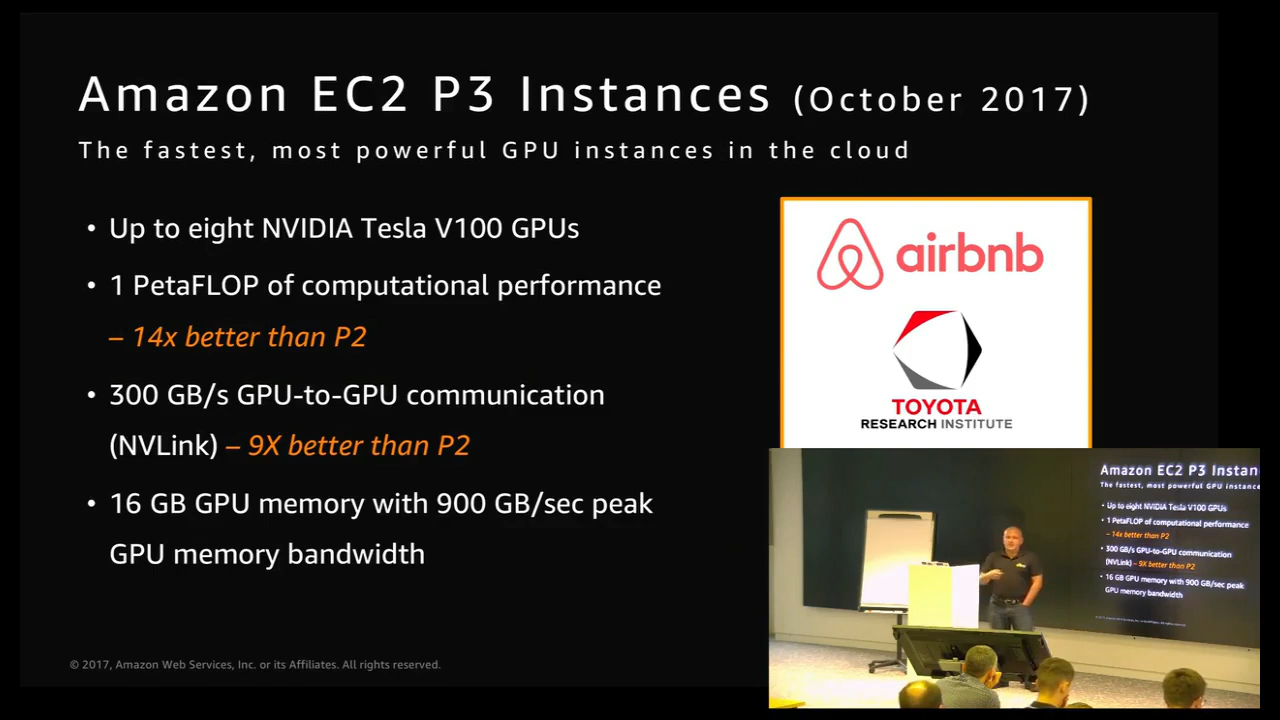 Amazon EC2 P3 Instances (October 2017)
The fastest, most powerful GPU instances in the cloud
• Up to eight NVIDIA Tesla V100 GPUs
• 1 PetaFLOP of computational performance
– 14x better than P2
• 300 GB/s GPU-to-GPU communication
(NVLink) – 9X better than P2
• 16 GB GPU memory with 900 GB/sec peak
GPU memory bandwidth
airbnb
TOYOTA
RESEARCH INSTITUTE
© 2017, Amazon Web Services, Inc. or its Affiliates. All rights reserved.
Amazon EC2 P3 Instan
The fastest, most powerful GPU instance
• Up to eight NVIDIA Tesla V100 GPUs
• 1 PetaFLOP of computational performance
– 14x better than P2
• 300 GB/s GPU-to-GPU communication
(NVLink) – 9X better than P2
• 16 GB GPU memory with 900 GB/sec peak
GPU memory bandwidth